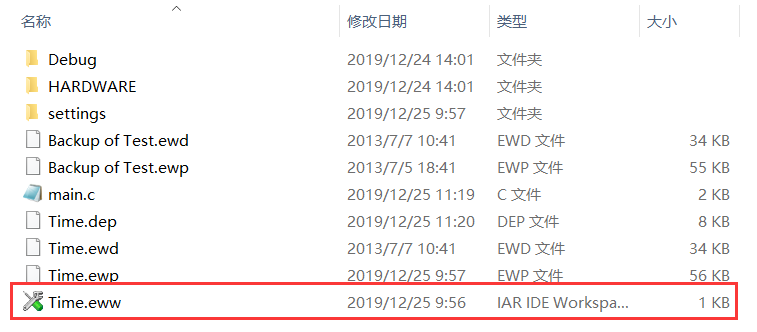 名称 修改日期 类型 大小
Debug 2019/12/24 14:01 文件夹
HARDWARE 2019/12/24 14:01 文件夹
settings 2019/12/25 9:57 文件夹
Backup of Test.ewd 2013/7/7 10:41 EWD 文件 34 KB
Backup of Test.ewp 2013/7/5 18:41 EWP 文件 55 KB
main.c 2019/12/25 11:19 C 文件 2 KB
Time.dep 2019/12/25 11:20 DEP 文件 8 KB
Time.ewd 2013/7/7 10:41 EWD 文件 34 KB
Time.ewp 2019/12/25 9:57 EWP 文件 56 KB
Time.eww 2019/12/25 9:56 IAR IDE Workspa... 1 KB